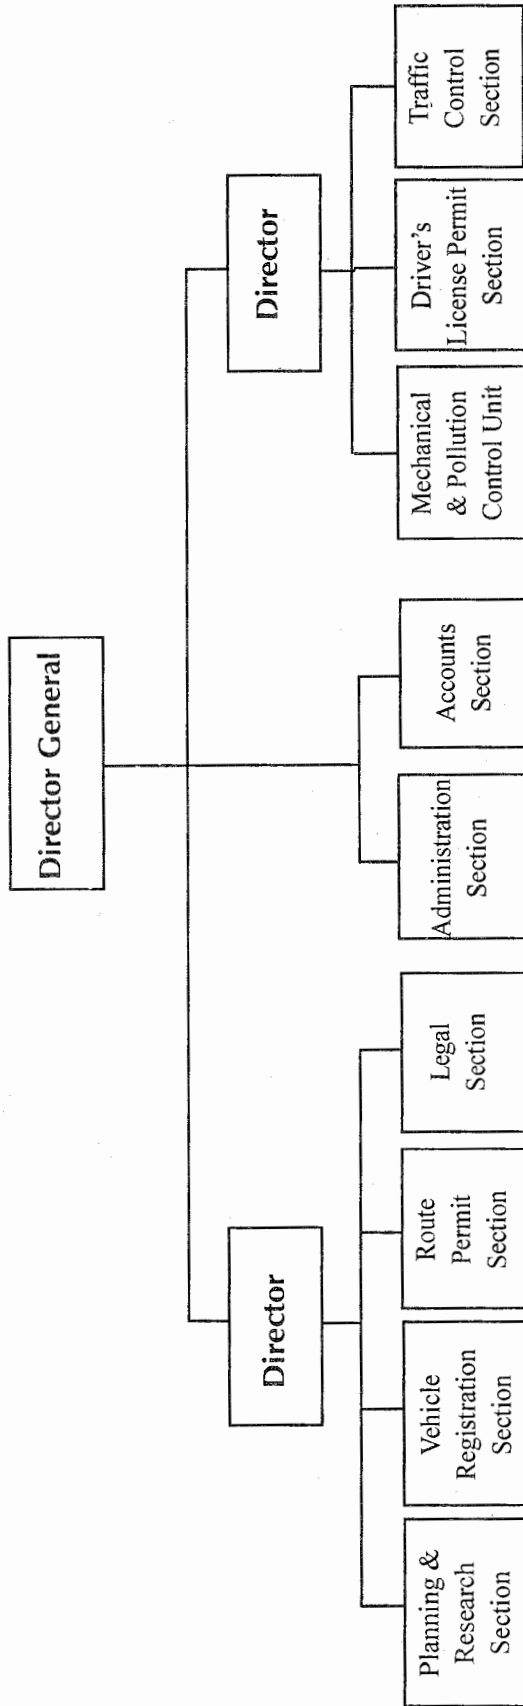 Director General
Director
Director
Planning &
Research
Section
Vehicle
Registration
Section
Route
Permit
Section
Legal
Section
Administration
Section
Accounts
Section
Mechanical
& Pollution
Control Unit
Driver's
License Permit
Section
Traffic
Control
Section